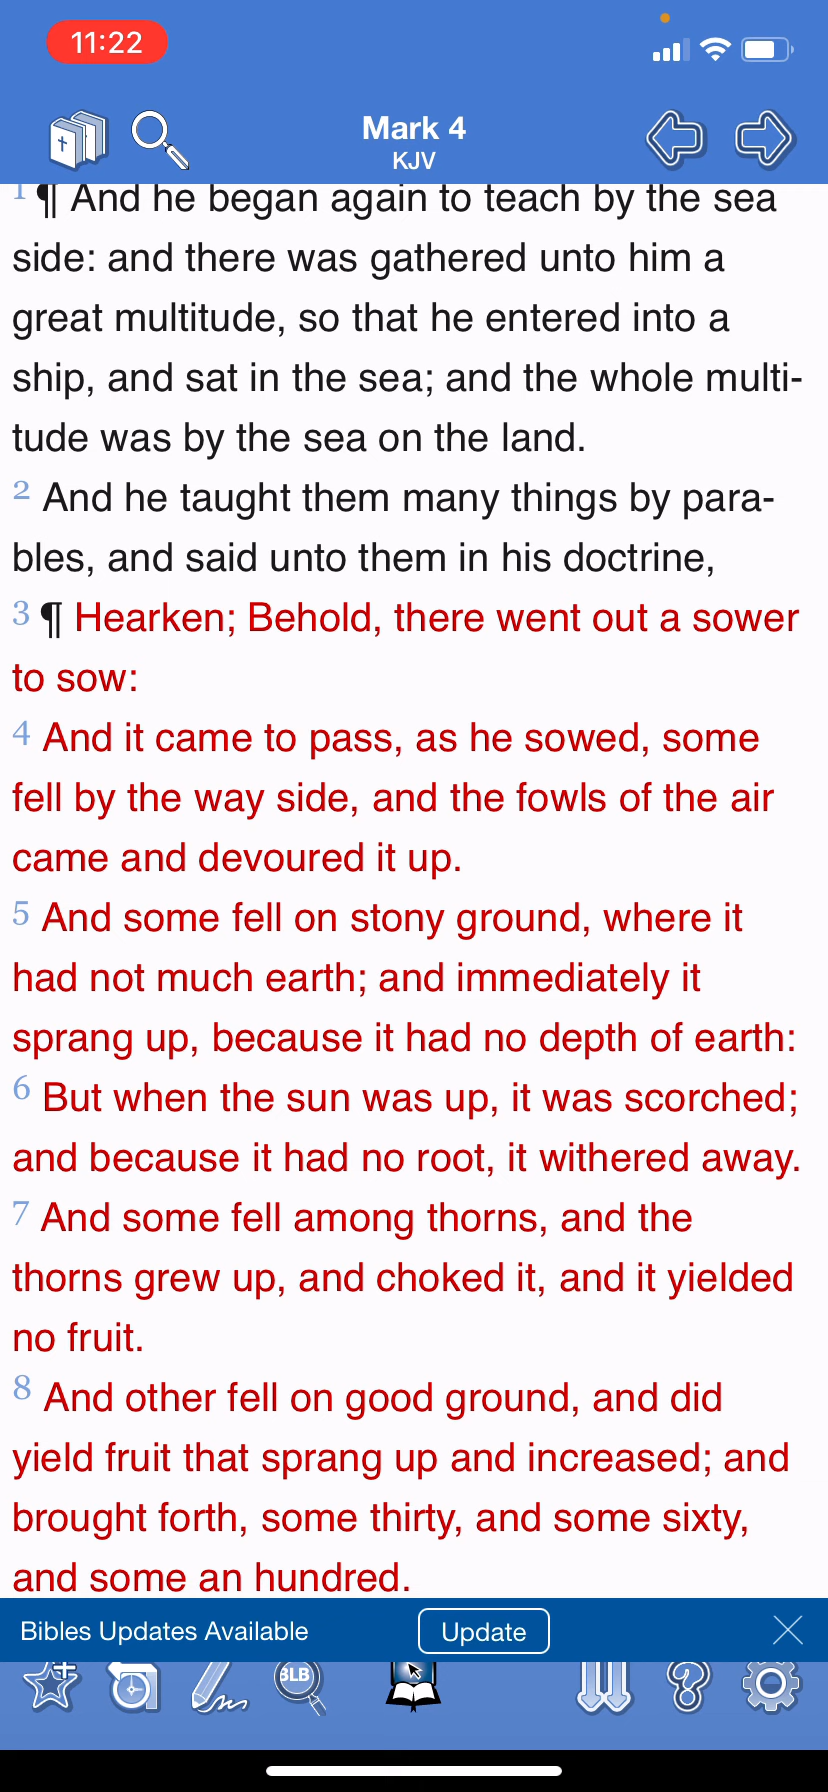 11:22
Mark 4
KJV
1 ¶ And he began again to teach by the sea
side: and there was gathered unto him a
great multitude, so that he entered into a
ship, and sat in the sea; and the whole multi-
tude was by the sea on the land.
2 And he taught them many things by para-
bles, and said unto them in his doctrine,
3 ¶ Hearken; Behold, there went out a sower
to sow:
4 And it came to pass, as he sowed, some
fell by the way side, and the fowls of the air
came and devoured it up.
5 And some fell on stony ground, where it
had not much earth; and immediately it
sprang up, because it had no depth of earth:
6 But when the sun was up, it was scorched;
and because it had no root, it withered away.
7 And some fell among thorns, and the
thorns grew up, and choked it, and it yielded
no fruit.
8 And other fell on good ground, and did
yield fruit that sprang up and increased; and
brought forth, some thirty, and some sixty,
and some an hundred.
Bibles Updates Available
Update
BLB